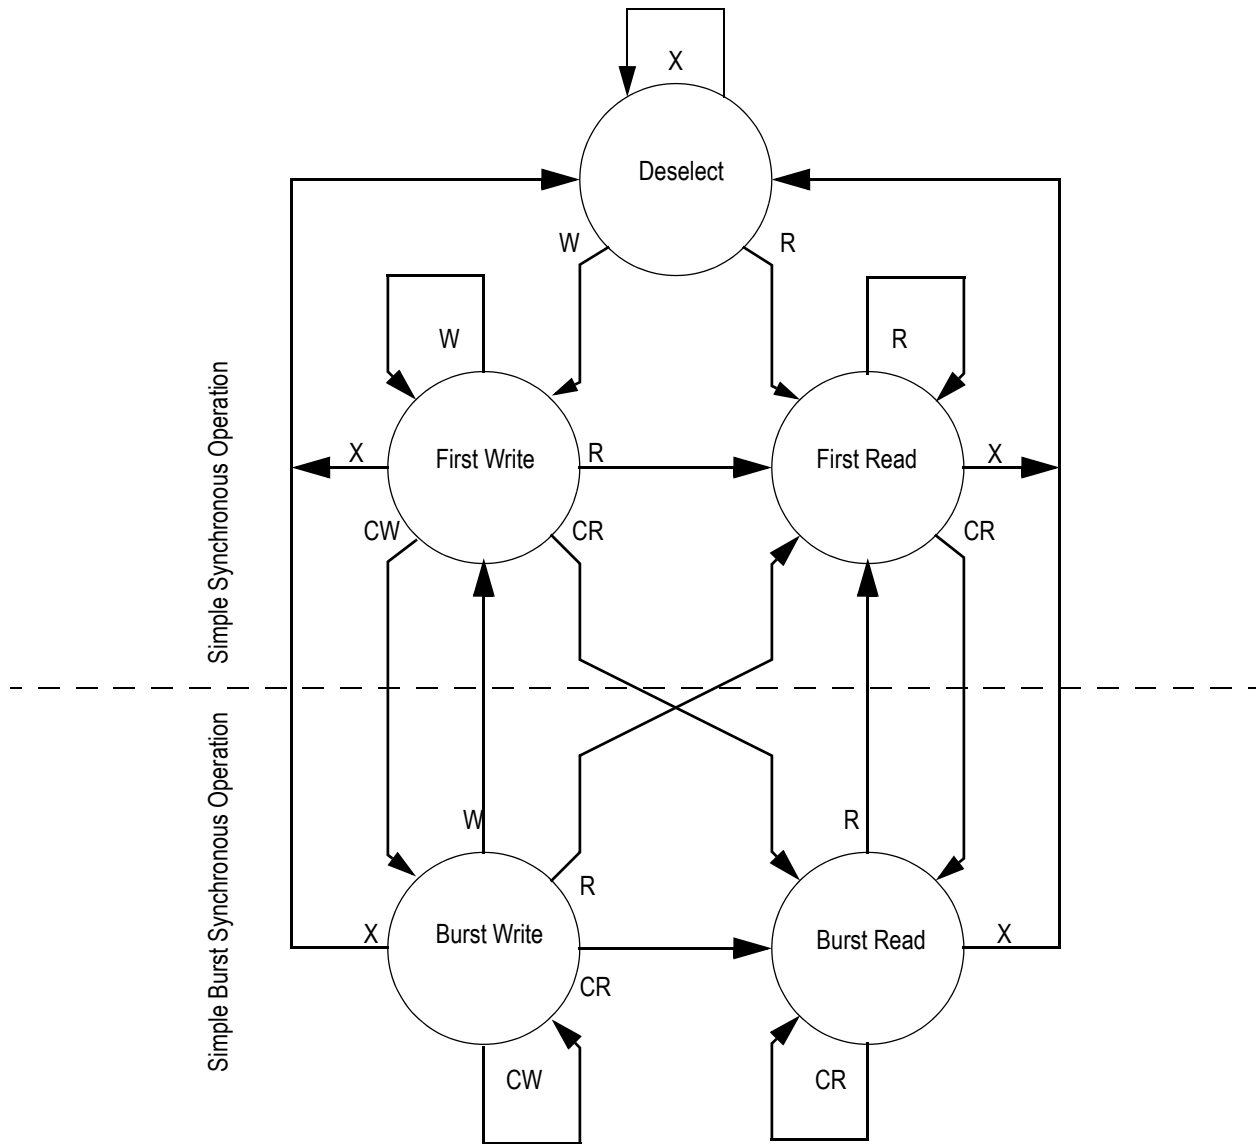 X
Deselect
W
R
W
R
Simple Synchronous Operation
X
First Write
R
First Read
X
CW
CR
CR
Simple Burst Synchronous Operation
W
R
R
X
Burst Write
Burst Read
X
CR
CW
CR